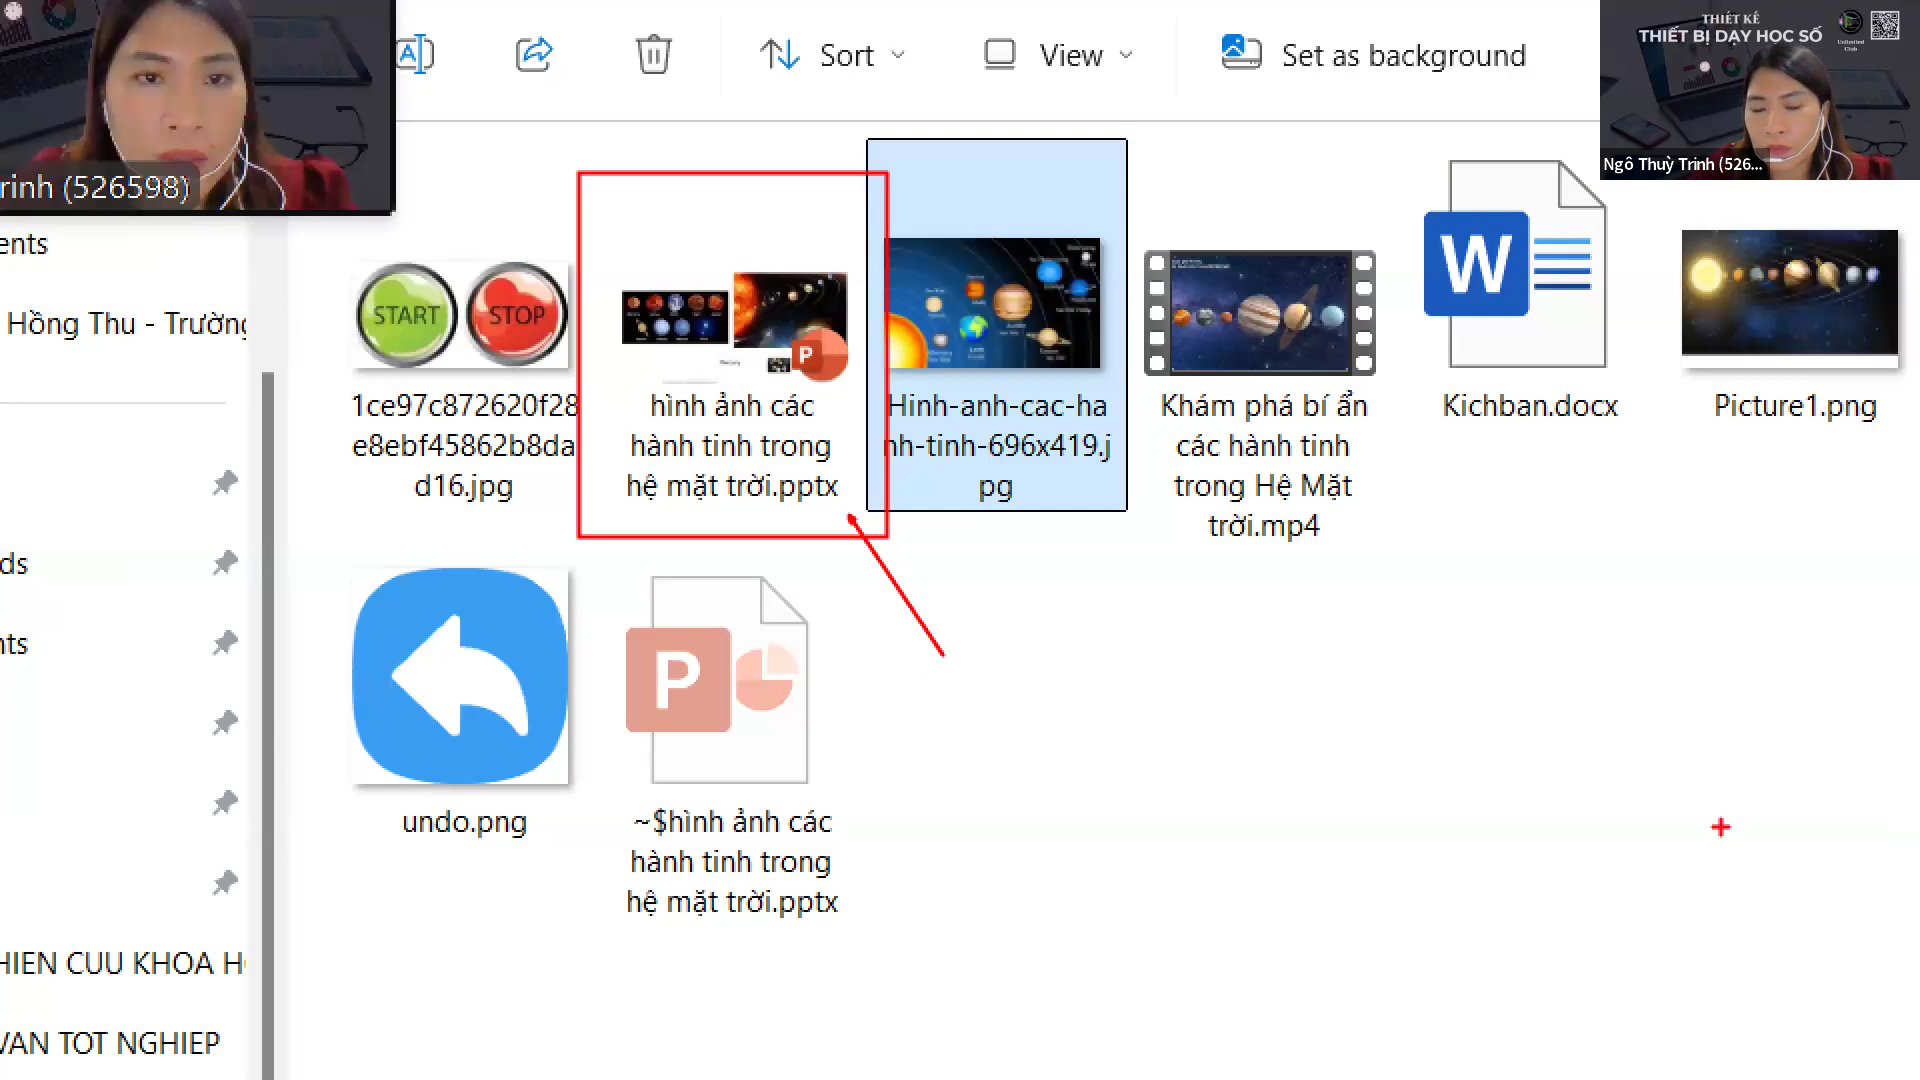 Sort
View
Set as background
THIẾT KẾ
THIẾT BỊ DẠY HỌC SỐ
Unlimited
Club
Ngô Thuỳ Trinh (526...
rinh (526598)
ents
Hồng Thu - Trường
ds
nts
HIEN CUU KHOA H
VAN TOT NGHIEP
START
STOP
1ce97c872620f28
e8ebf45862b8da
d16.jpg
hình ảnh các
hành tinh trong
hệ mặt trời.pptx
Hinh-anh-cac-ha
nh-tinh-696x419.j
pg
Khám phá bí ẩn
các hành tinh
trong Hệ Mặt
trời.mp4
W
Kichban.docx
Picture1.png
undo.png
P
P
~$hình ảnh các
hành tinh trong
hệ mặt trời.pptx